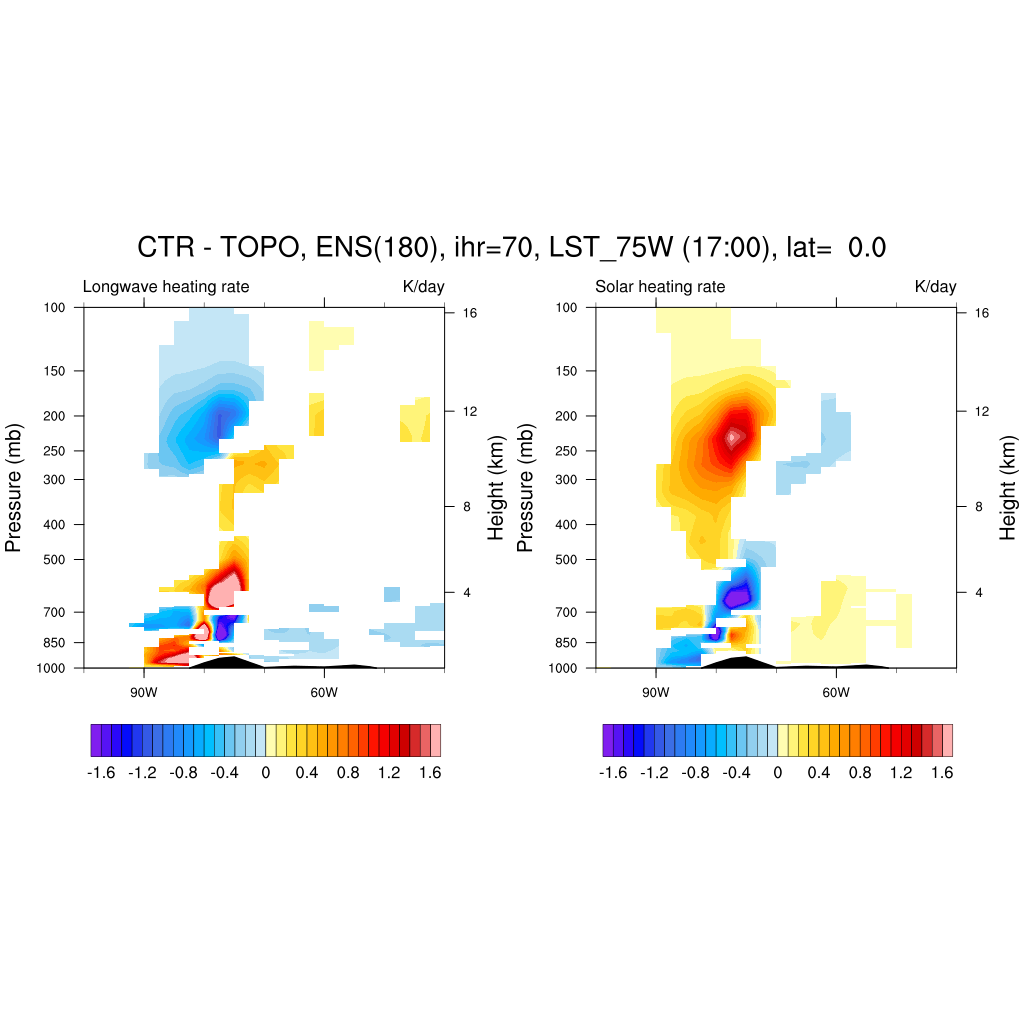 CTR - TOPO, ENS(180), ihr=70, LST_75W (17:00), lat=  0.0
Longwave heating rate K/day
100
150
200
250
300
400
500
700
850
1000
Pressure (mb)
16
12
8
4
Height (km)
90W 60W
-1.6 -1.2 -0.8 -0.4 0 0.4 0.8 1.2 1.6
Solar heating rate K/day
100
150
200
250
300
400
500
700
850
1000
Pressure (mb)
16
12
8
4
Height (km)
90W 60W
-1.6 -1.2 -0.8 -0.4 0 0.4 0.8 1.2 1.6